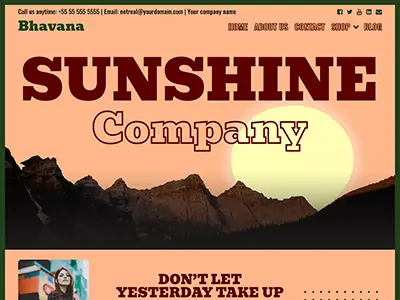 Call us anytime: +55 55 555 5555 | Email: notreal@yourdomain.com | Your company name
Bhavana
HOME ABOUT US CONTACT SHOP BLOG
SUNSHINE
Company
DON'T LET
YESTERDAY TAKE UP